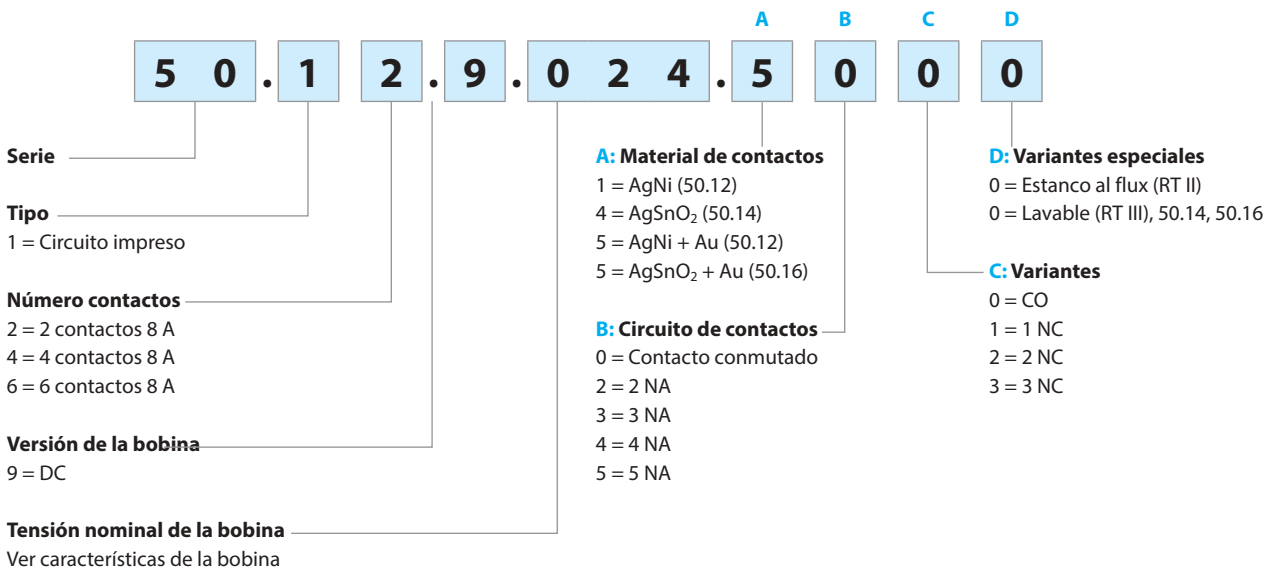 A B C D
5 0 . 1 2 . 9 . 0 2 4 . 5 0 0 0
Serie
Tipo
1 = Circuito impreso
Número contactos
2 = 2 contactos 8 A
4 = 4 contactos 8 A
6 = 6 contactos 8 A
Versión de la bobina
9 = DC
Tensión nominal de la bobina
Ver características de la bobina
A: Material de contactos
1 = AgNi (50.12)
4 = AgSnO₂ (50.14)
5 = AgNi + Au (50.12)
5 = AgSnO₂ + Au (50.16)
B: Circuito de contactos
0 = Contacto conmutado
2 = 2 NA
3 = 3 NA
4 = 4 NA
5 = 5 NA
D: Variantes especiales
0 = Estanco al flux (RT II)
0 = Lavable (RT III), 50.14, 50.16
C: Variantes
0 = CO
1 = 1 NC
2 = 2 NC
3 = 3 NC